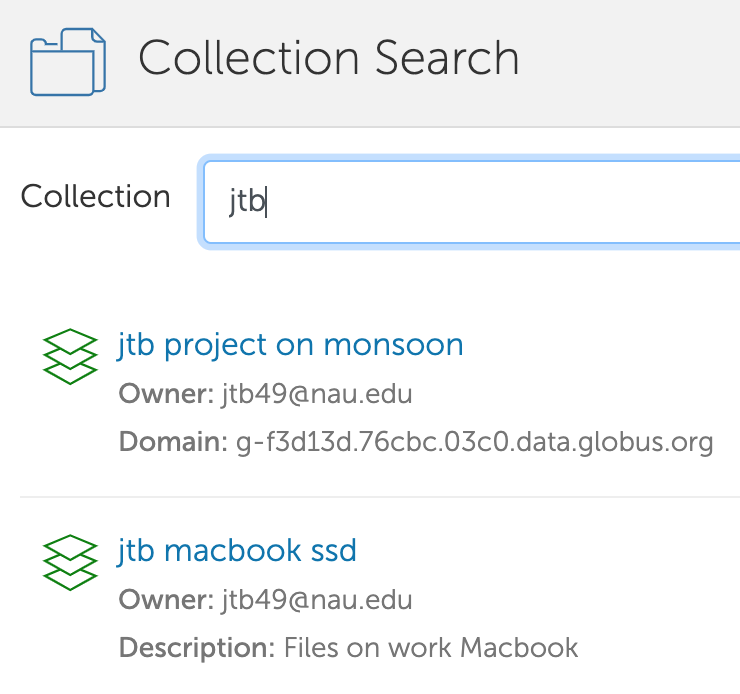 Collection Search
Collection
jtb
jtb project on monsoon
Owner: jtb49@nau.edu
Domain: g-f3d13d.76cbc.03c0.data.globus.org
jtb macbook ssd
Owner: jtb49@nau.edu
Description: Files on work Macbook